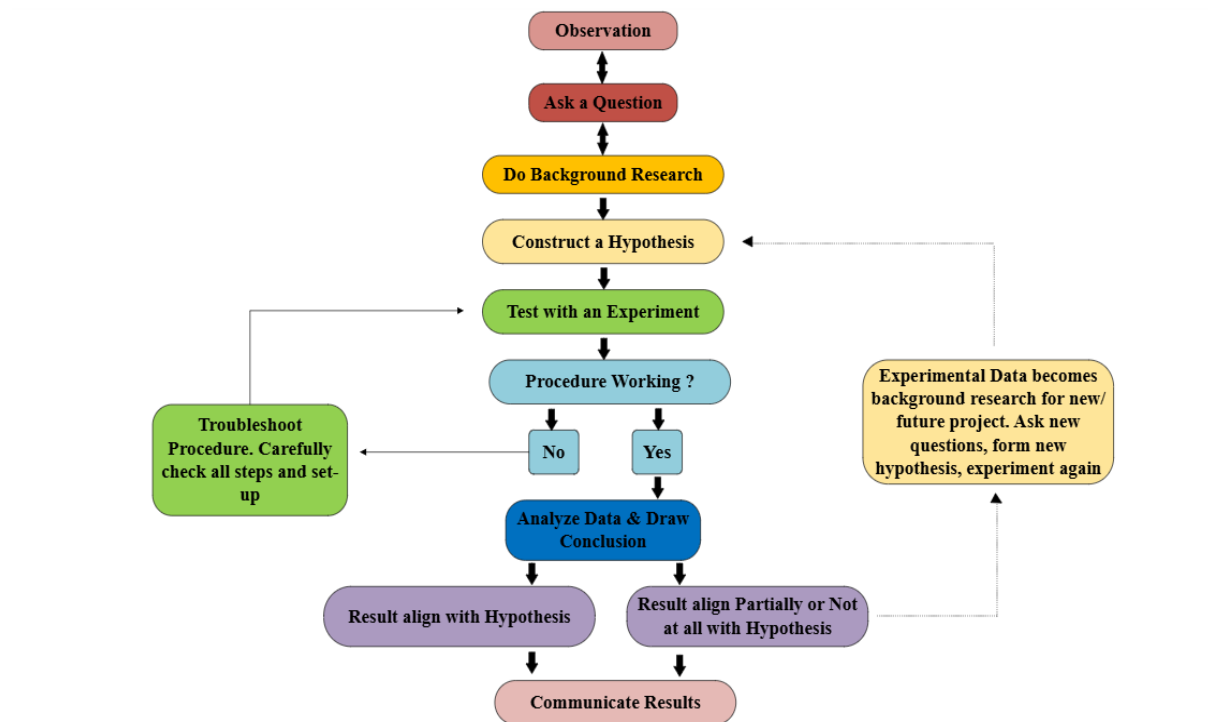 Observation
Ask a Question
Do Background Research
Construct a Hypothesis
Test with an Experiment
Procedure Working ?
No
Yes
Troubleshoot
Procedure. Carefully
check all steps and set-
up
Experimental Data becomes
background research for new/
future project. Ask new
questions, form new
hypothesis, experiment again
Analyze Data & Draw
Conclusion
Result align with Hypothesis
Result align Partially or Not
at all with Hypothesis
Communicate Results